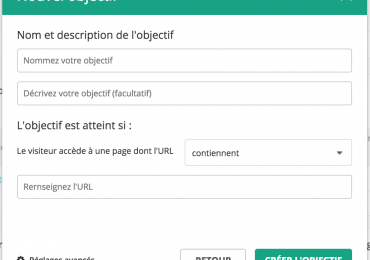 Nouvel objectif
Nom et description de l'objectif
Nommez votre objectif
Décrivez votre objectif (facultatif)
L'objectif est atteint si :
Le visiteur accède à une page dont l'URL
contiennent
Rernseignez l'URL
Réglages avancés
RETOUR
CRÉER L'OBJECTIF